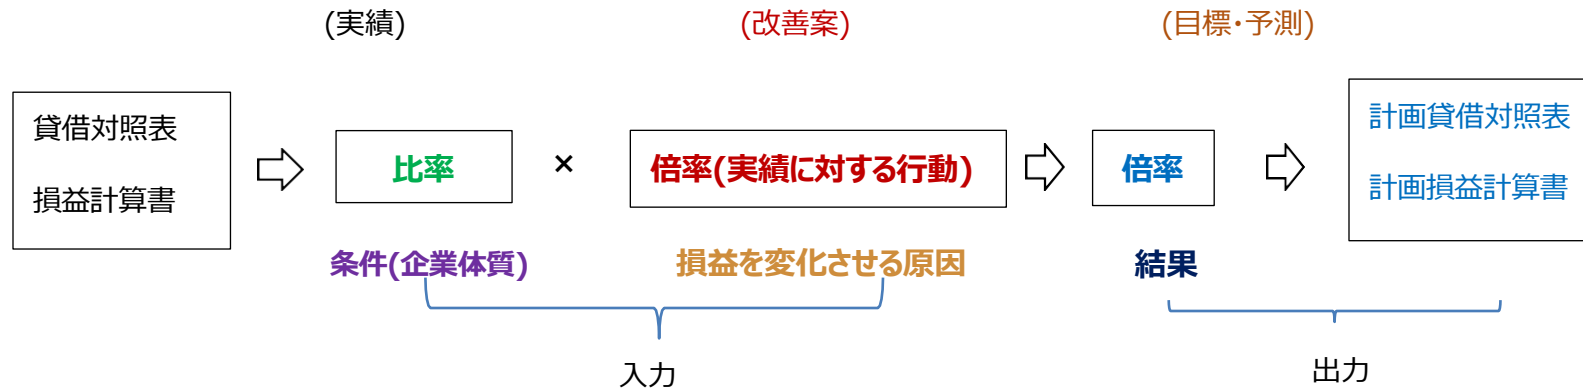 (実績)
(改善案)
(目標・予測)
貸借対照表
損益計算書
比率
×
倍率(実績に対する行動)
倍率
計画貸借対照表
計画損益計算書
条件(企業体質)
損益を変化させる原因
結果
入力
出力